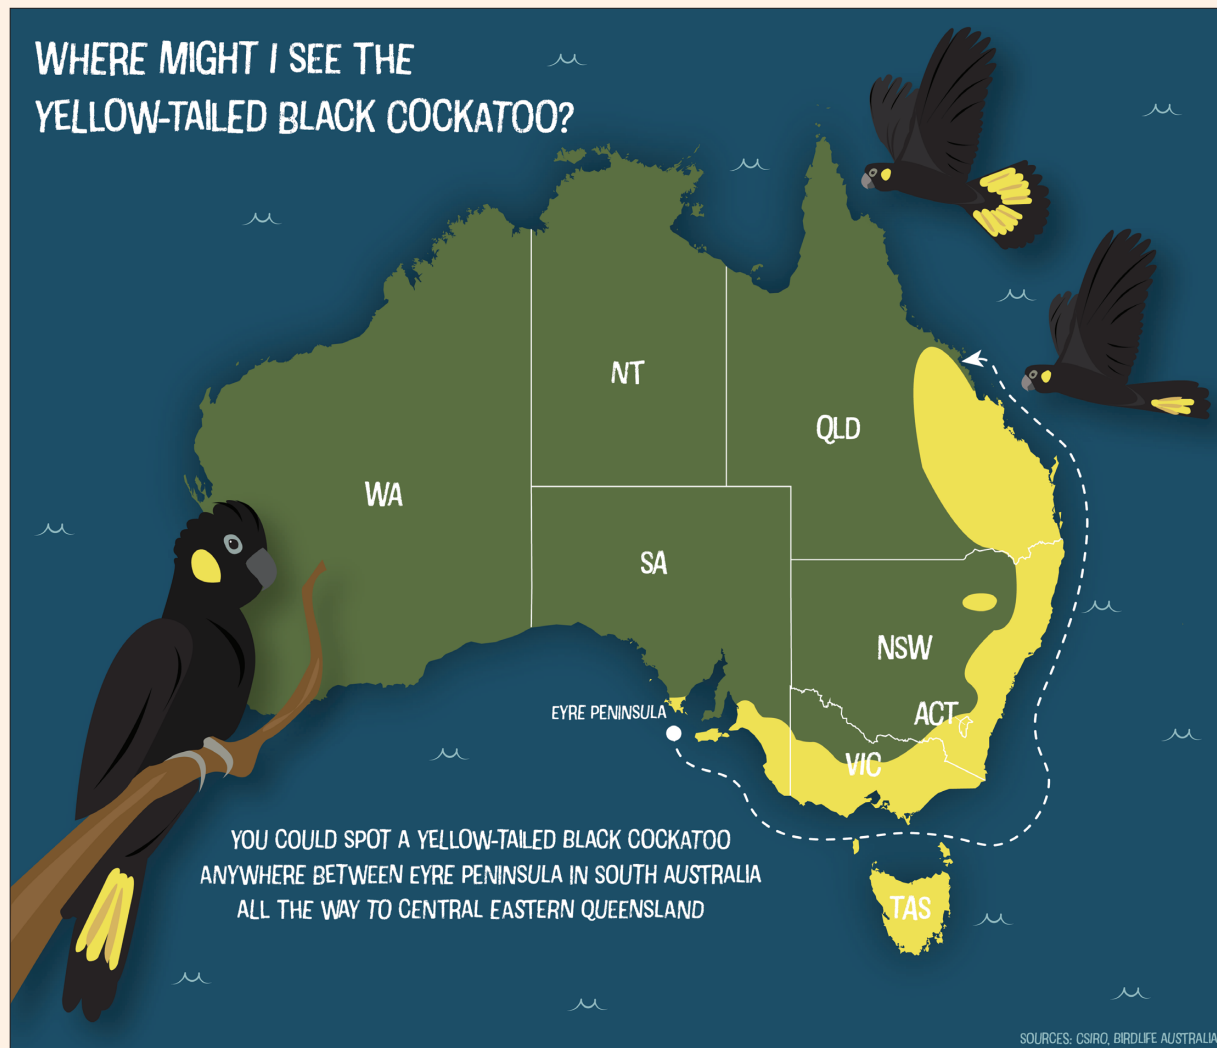 WHERE MIGHT I SEE THE
YELLOW-TAILED BLACK COCKATOO?
NT
QLD
WA
SA
NSW
ACT
EYRE PENINSULA
VIC
YOU COULD SPOT A YELLOW-TAILED BLACK COCKATOO
ANYWHERE BETWEEN EYRE PENINSULA IN SOUTH AUSTRALIA
ALL THE WAY TO CENTRAL EASTERN QUEENSLAND
TAS
SOURCES: CSIRO, BIRDLIFE AUSTRALIA